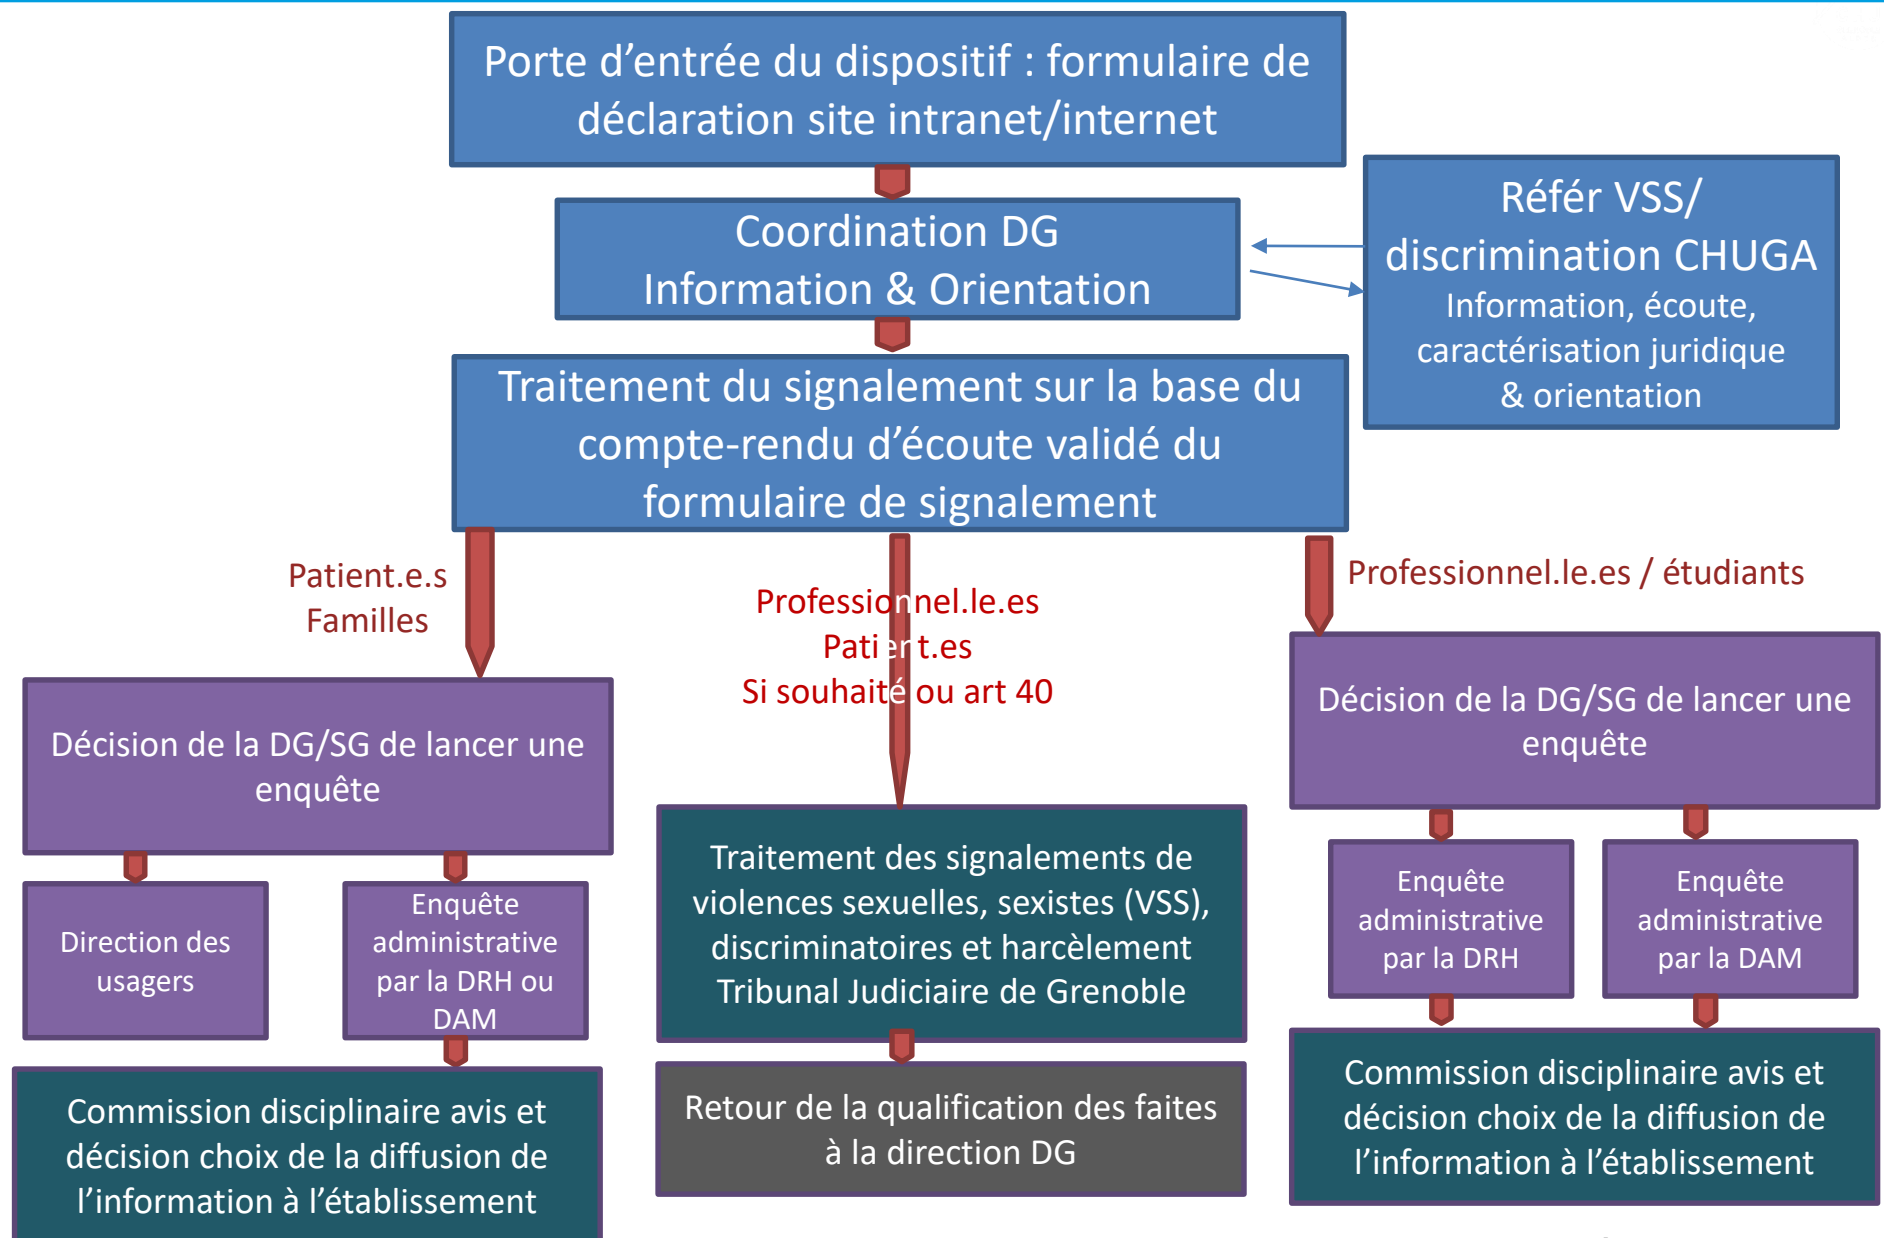 Porte d’entrée du dispositif : formulaire de
déclaration site intranet/internet
Coordination DG
Information & Orientation
Référ VSS/
discrimination CHUGA
Information, écoute,
caractérisation juridique
& orientation
Traitement du signalement sur la base du
compte-rendu d’écoute validé du
formulaire de signalement
Patient.e.s
Familles
Professionnel.le.es
Patient.es
Si souhaité ou art 40
Professionnel.le.es / étudiants
Décision de la DG/SG de lancer une
enquête
Direction des
usagers
Enquête
administrative
par la DRH ou
DAM
Commission disciplinaire avis et
décision choix de la diffusion de
l’information à l’établissement
Traitement des signalements de
violences sexuelles, sexistes (VSS),
discriminatoires et harcèlement
Tribunal Judiciaire de Grenoble
Retour de la qualification des faites
à la direction DG
Décision de la DG/SG de lancer une
enquête
Enquête
administrative
par la DRH
Enquête
administrative
par la DAM
Commission disciplinaire avis et
décision choix de la diffusion de
l’information à l’établissement